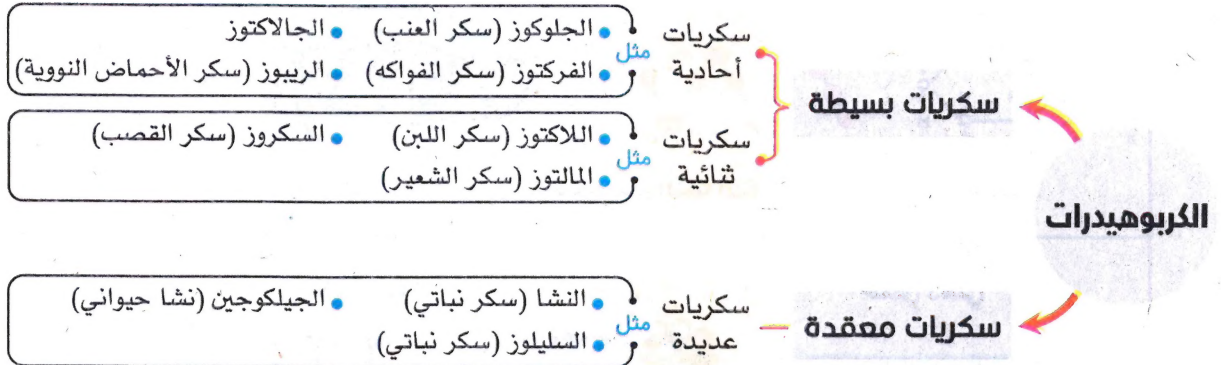 الكربوهيدرات
سكريات بسيطة
سكريات
أحادية
مثل
الجلوكوز (سكر العنب)
الجالاكتوز
الفركتوز (سكر الفواكه)
الريبوز (سكر الأحماض النووية)
سكريات
ثنائية
مثل
اللاكتوز (سكر اللبن)
السكروز (سكر القصب)
المالتوز (سكر الشعير)
سكريات معقدة
سكريات
عديدة
مثل
النشا (سكر نباتي)
الجيلكوجين (نشا حيواني)
السليلوز (سكر نباتي)